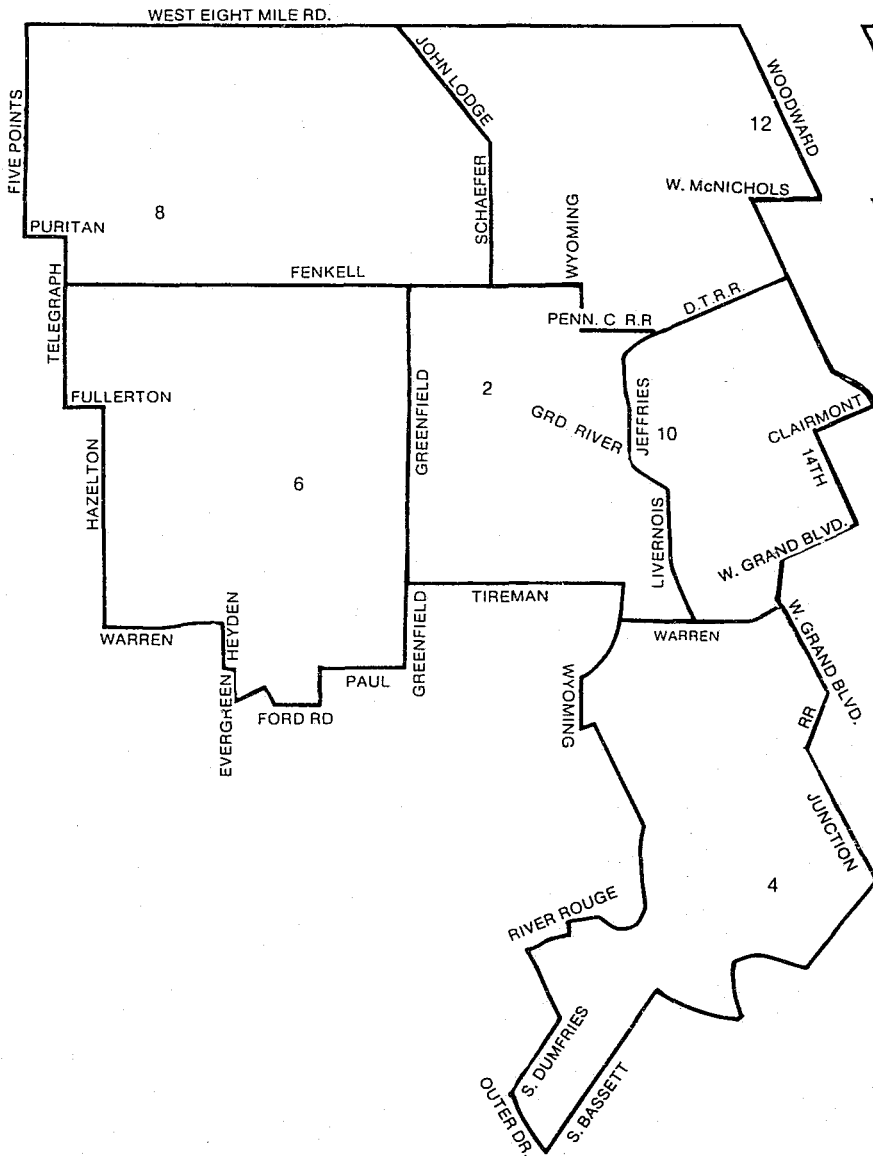 WEST EIGHT MILE RD.
JOHN LODGE
WOODWARD
FIVE POINTS
12
W. McNICHOLS
8
SCHAEFER
PURITAN
WYOMING
FENKELL
TELEGRAPH
D.T.R.R.
PENN. C R.R
FULLERTON
GREENFIELD
2
GRD RIVER
JEFFRIES
10
CLAIRMONT
14TH
HAZELTON
6
LIVERNOIS
W. GRAND BLVD.
TIREMAN
WARREN
HEYDEN
GREENFIELD
WARREN
W. GRAND BLVD.
PAUL
EVERGREEN
FORD RD
WYOMING
RR
JUNCTION
4
RIVER ROUGE
S. DUMFRIES
OUTER DR.
S. BASSETT